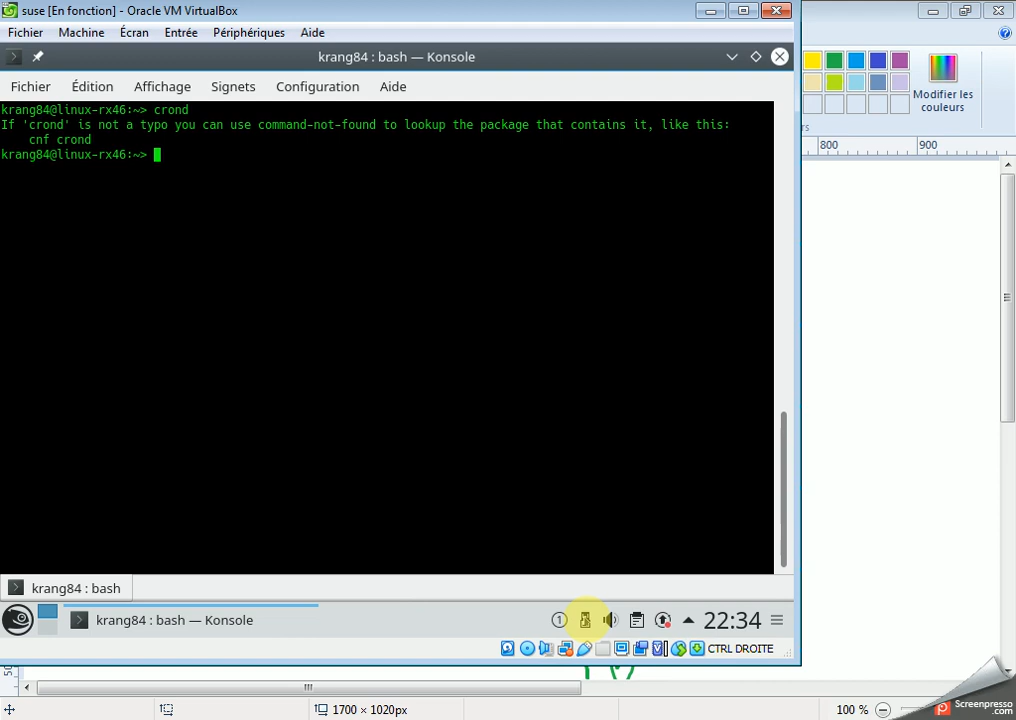 suse [En fonction] - Oracle VM VirtualBox
Fichier Machine Écran Entrée Périphériques Aide
krang84 : bash — Konsole
Fichier Édition Affichage Signets Configuration Aide
krang84@linux-rx46:~> crond
If 'crond' is not a typo you can use command-not-found to lookup the package that contains it, like this:
cnf crond
krang84@linux-rx46:~>
Modifier les
couleurs
rs
800 900
krang84 : bash
krang84 : bash — Konsole
1
22:34
CTRL DROITE
1700 × 1020px
100 %
Screenpresso
.com